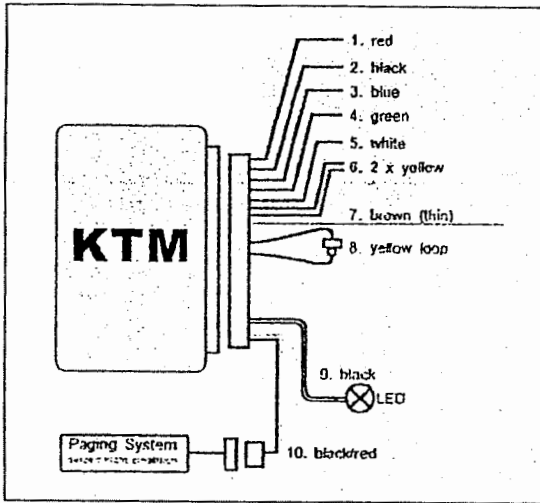 1. red
2. black
3. blue
4. green
5. white
6. 2 x yellow
7. brown (thin)
KTM
8. yellow loop
9. black
LED
Paging System
10. black/red